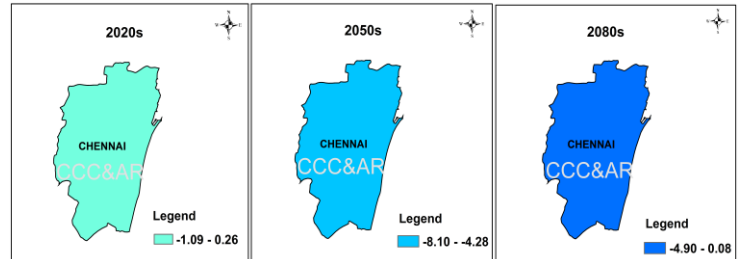 2020s
CHENNAI
CCC&AR
Legend
-1.09 - 0.26
2050s
CHENNAI
CCC&AR
Legend
-8.10 - -4.28
2080s
CHENNAI
CCC&AR
Legend
-4.90 - 0.08